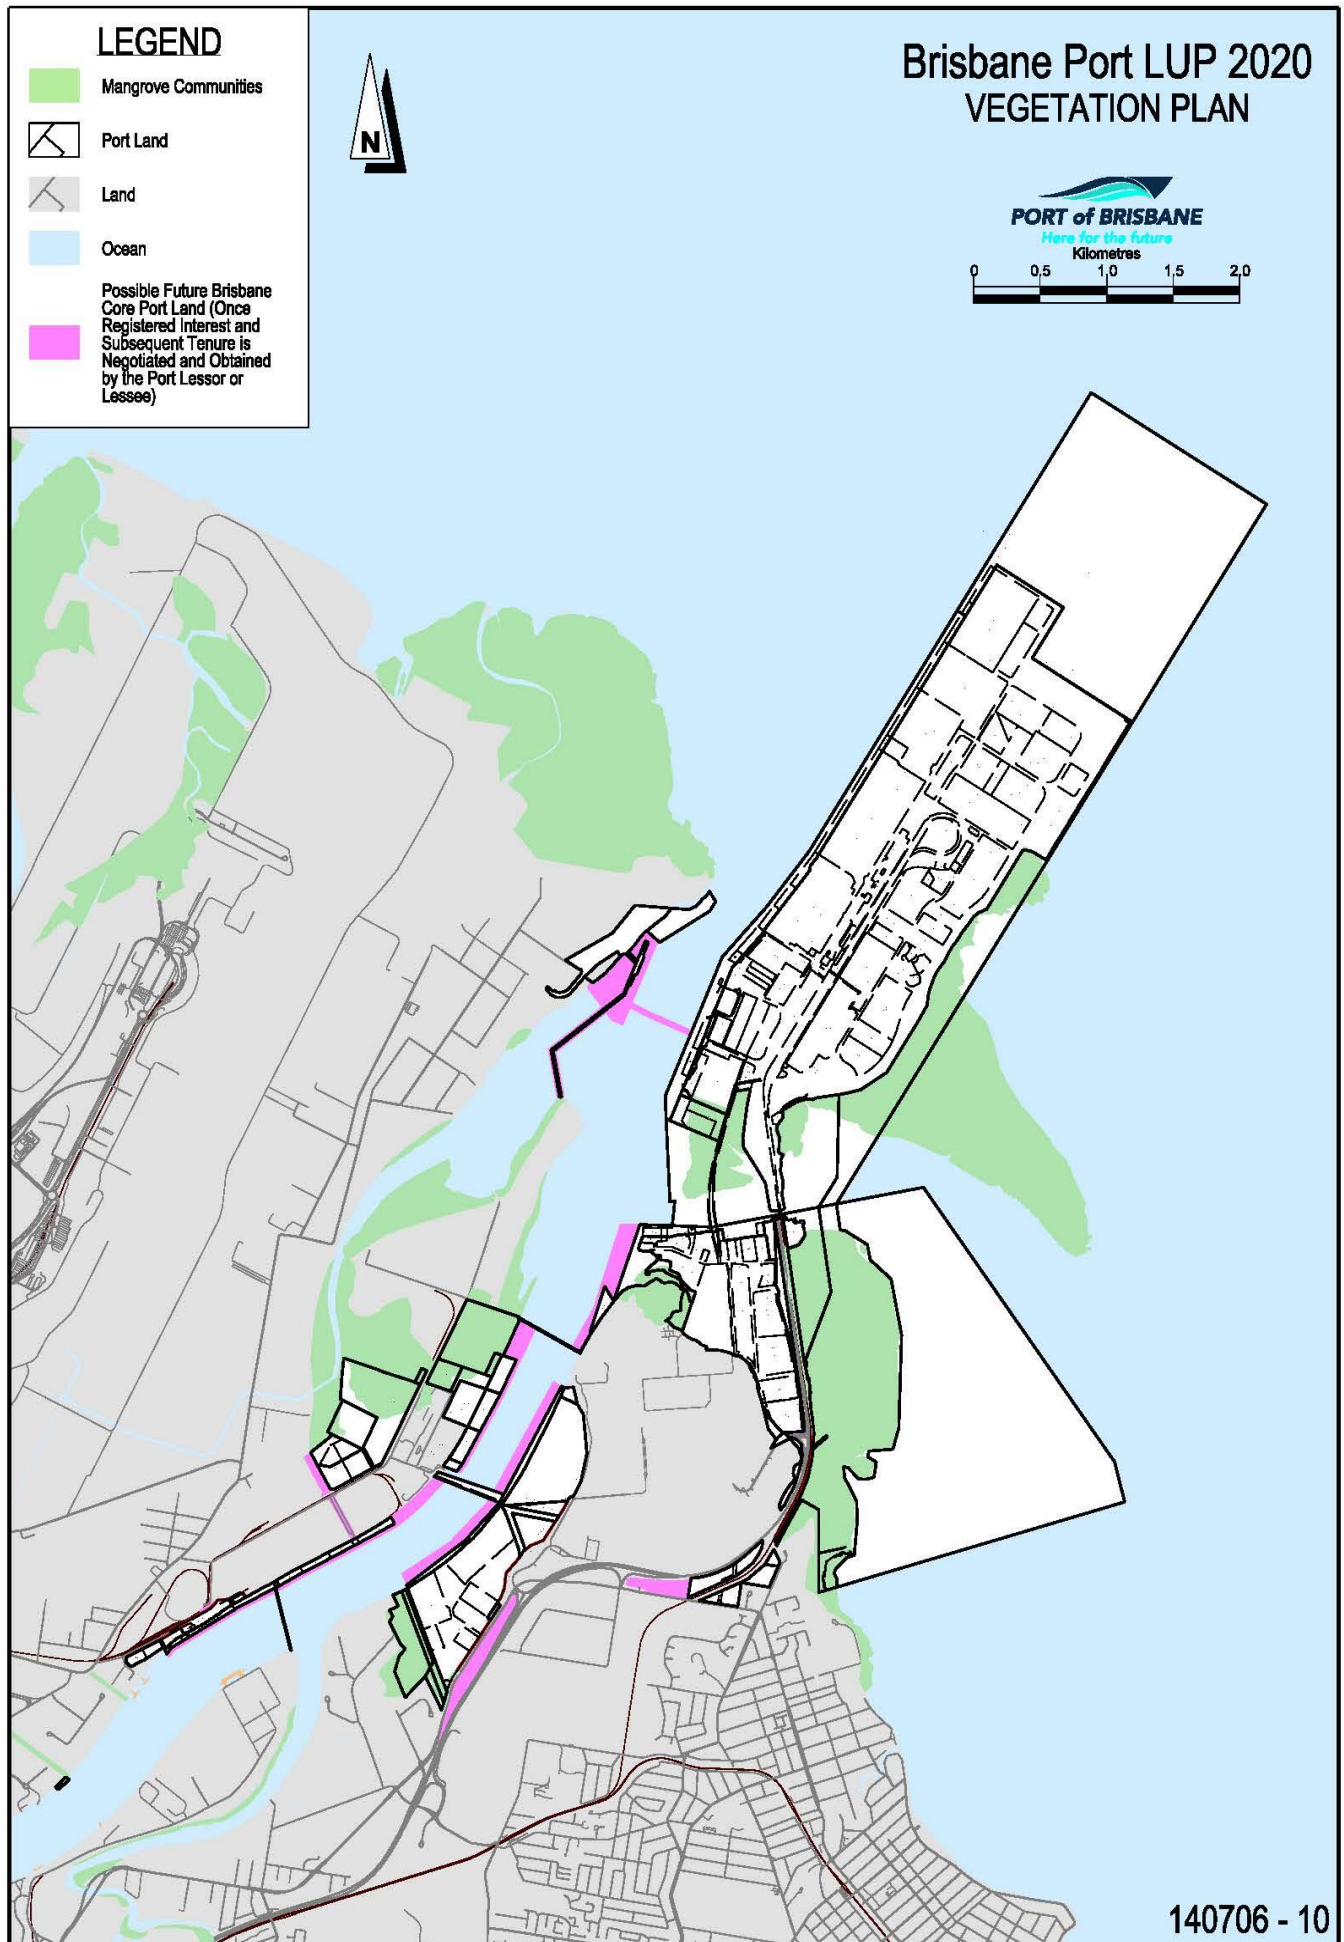 LEGEND
Mangrove Communities
Port Land
Land
Ocean
Possible Future Brisbane
Core Port Land (Once
Registered Interest and
Subsequent Tenure is
Negotiated and Obtained
by the Port Lessor or
Lessee)
N
Brisbane Port LUP 2020
VEGETATION PLAN
PORT of BRISBANE
Here for the future
Kilometres
0 0.5 1.0 1.5 2.0
140706 - 10